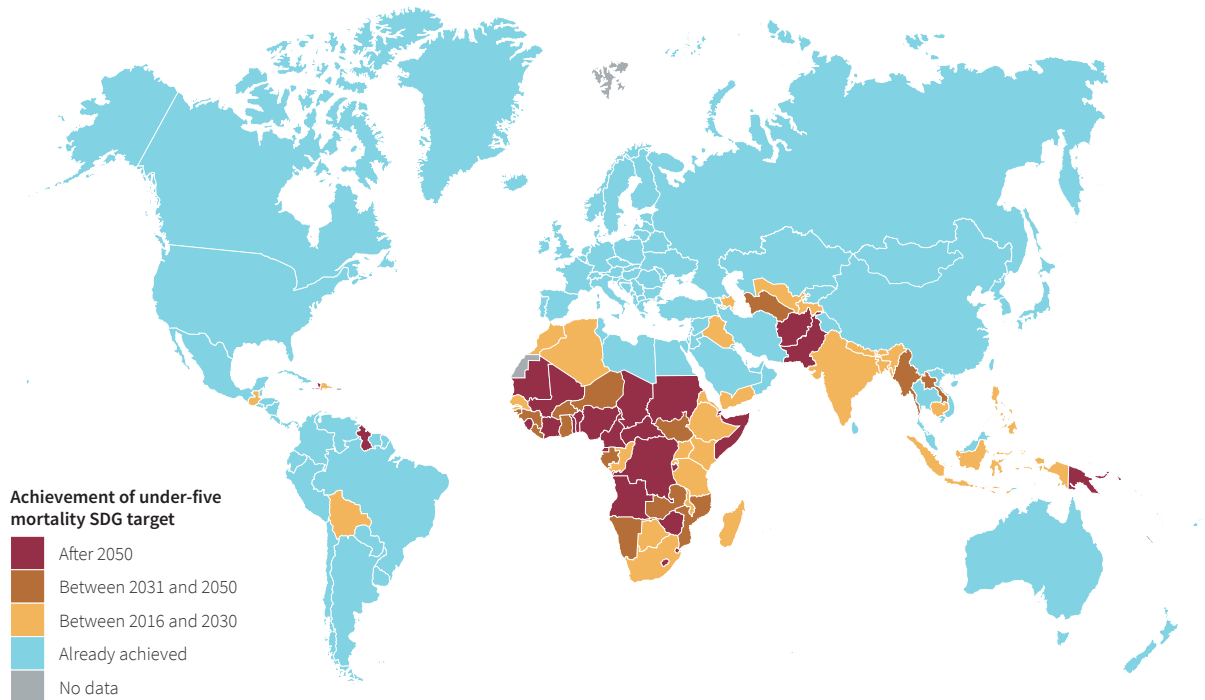 Achievement of under-five
mortality SDG target
After 2050
Between 2031 and 2050
Between 2016 and 2030
Already achieved
No data